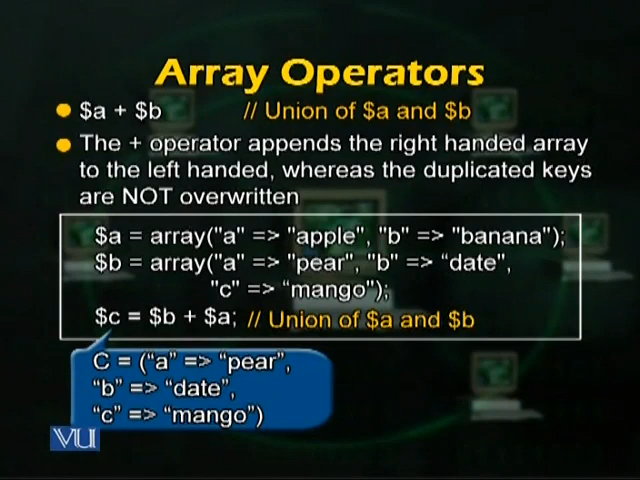 Array Operators
$a + $b // Union of $a and $b
The + operator appends the right handed array
to the left handed, whereas the duplicated keys
are NOT overwritten
$a = array("a" => "apple", "b" => "banana");
$b = array("a" => "pear", "b" => “date",
"c" => “mango");
$c = $b + $a; // Union of $a and $b
C = (“a” => “pear”,
“b” => “date”,
“c” => “mango”)
VU